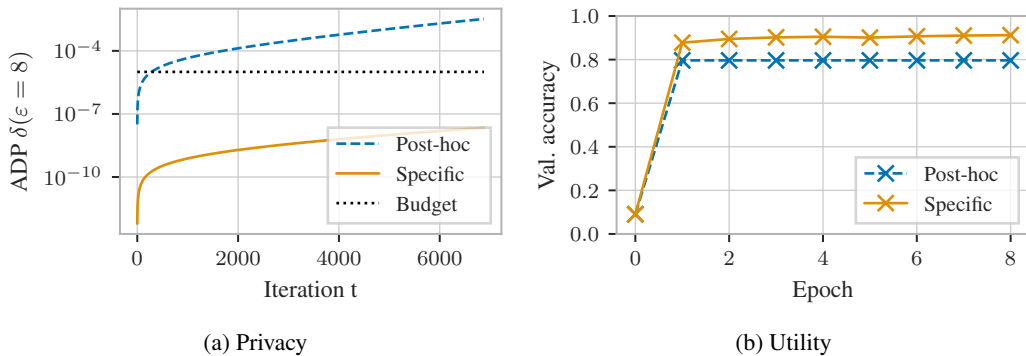 ADP δ(ε = 8)
10⁻⁴
10⁻⁷
10⁻¹⁰
Post-hoc
Specific
Budget
0 2000 4000 6000
Iteration t
(a) Privacy
Val. accuracy
1.0
0.8
0.6
0.4
0.2
0.0
Post-hoc
Specific
0 2 4 6 8
Epoch
(b) Utility